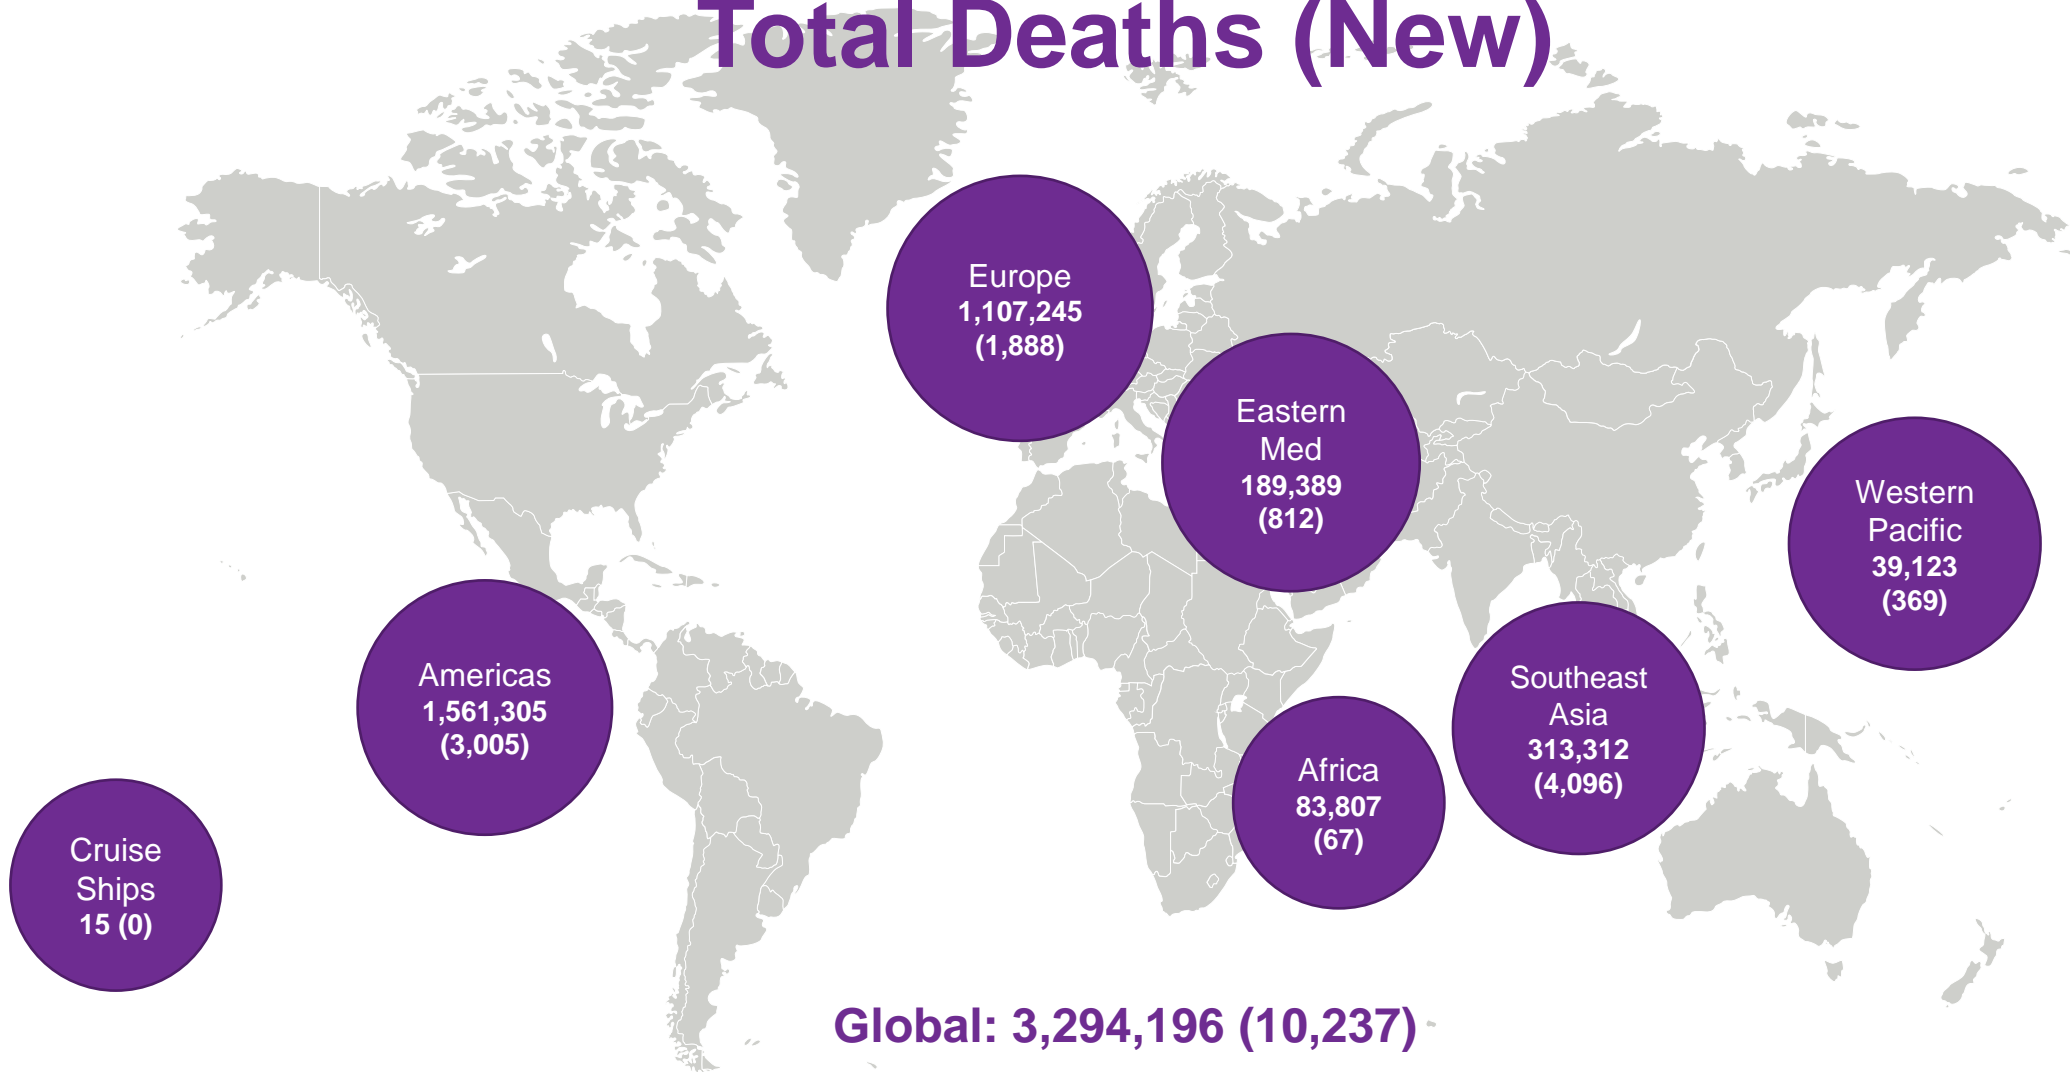 Total Deaths (New)
Europe
1,107,245
(1,888)
Eastern
Med
189,389
(812)
Western
Pacific
39,123
(369)
Americas
1,561,305
(3,005)
Southeast
Asia
313,312
(4,096)
Africa
83,807
(67)
Cruise
Ships
15 (0)
Global: 3,294,196 (10,237)